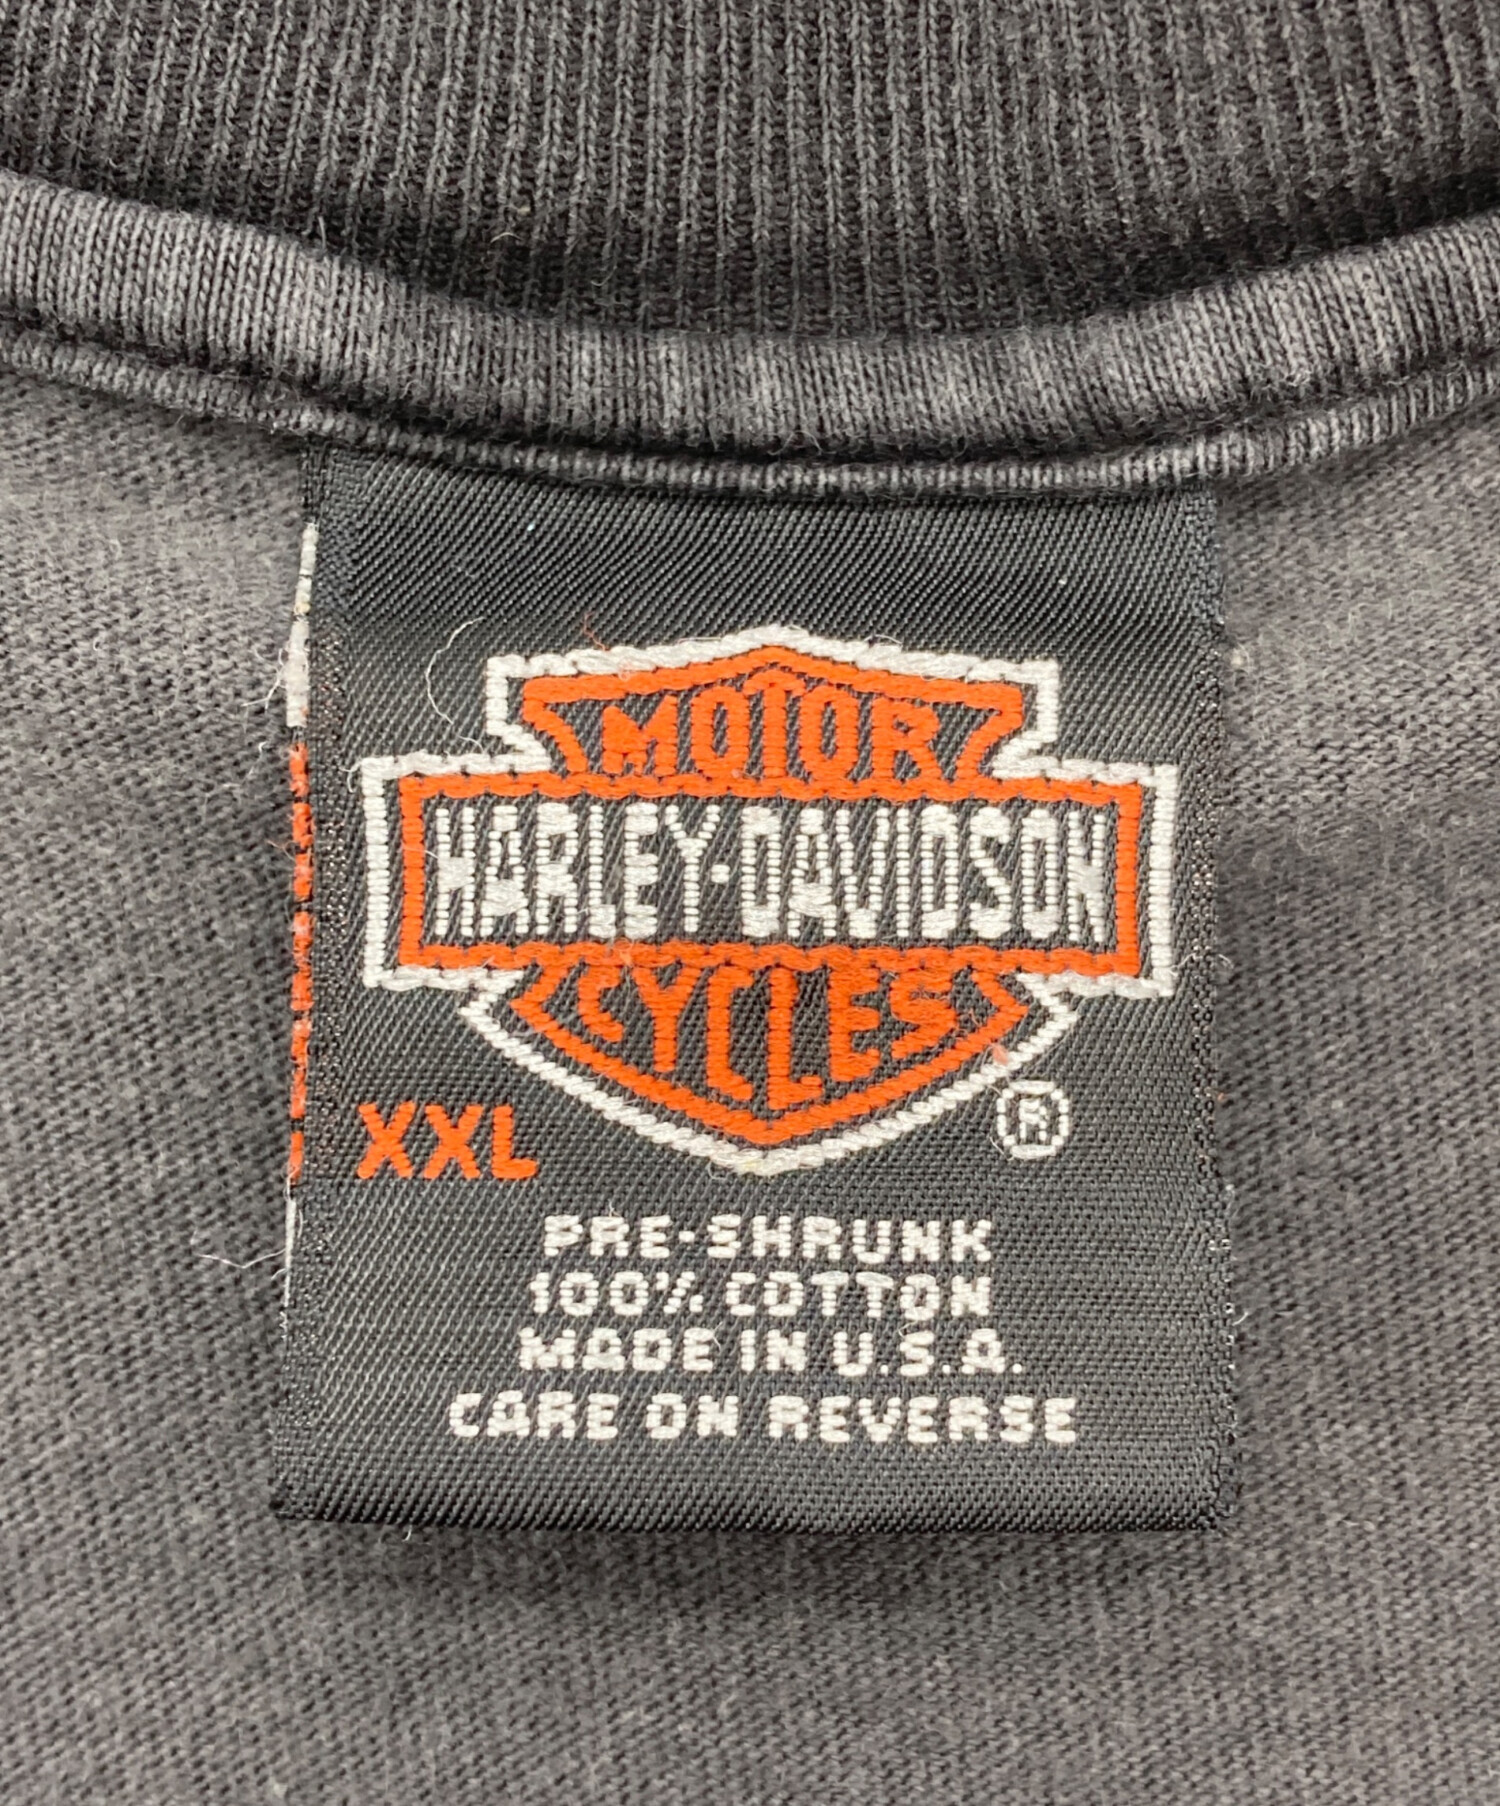 MOTOR
HARLEY-DAVIDSON
CYCLES
XXL ®
PRE-SHRUNK
100% COTTON
MADE IN U.S.A.
CARE ON REVERSE